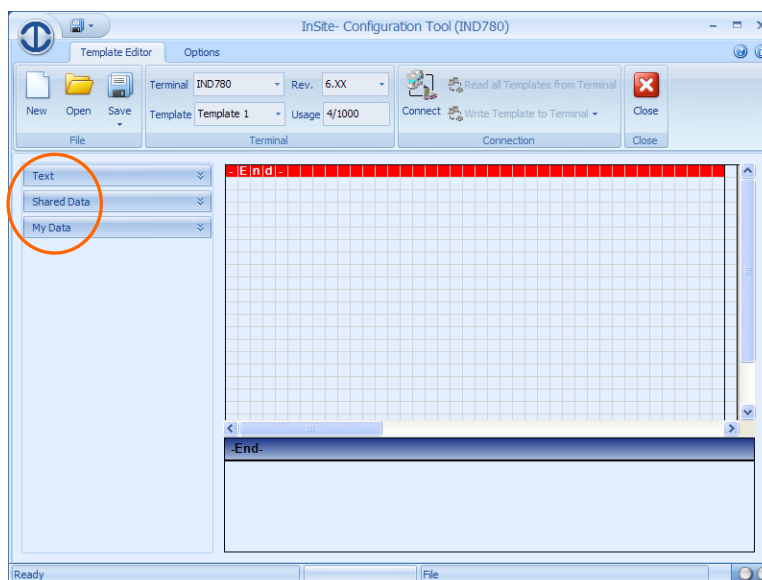 InSite- Configuration Tool (IND780)
Template Editor Options
New Open Save
Terminal IND780 Rev. 6.XX
Template Template 1 Usage 4/1000
Connect Read all Templates from Terminal
Write Template to Terminal
Close
File Terminal Connection Close
Text
Shared Data
My Data
-End-
-End-
Ready File